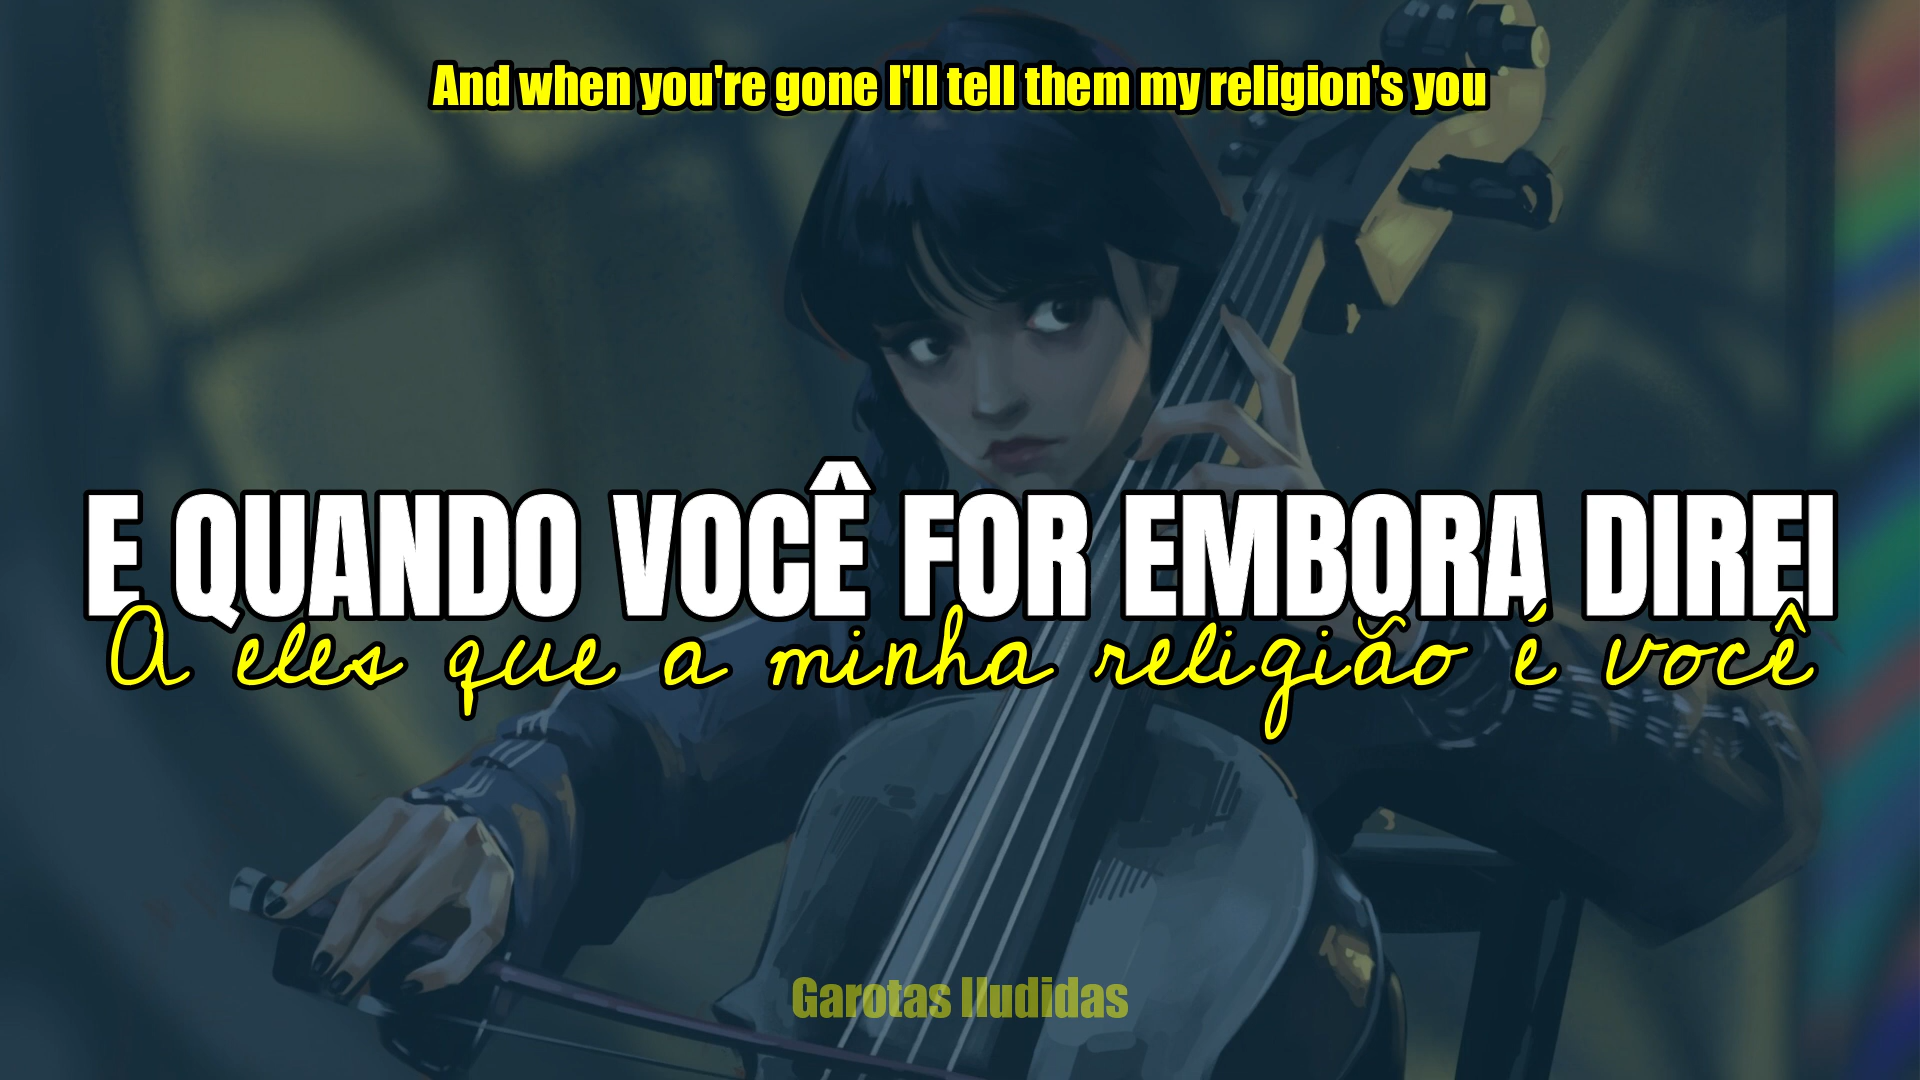 And when you're gone I'll tell them my religion's you
E QUANDO VOCÊ FOR EMBORA DIREI
A eles que a minha religião é você
Garotas Iludidas